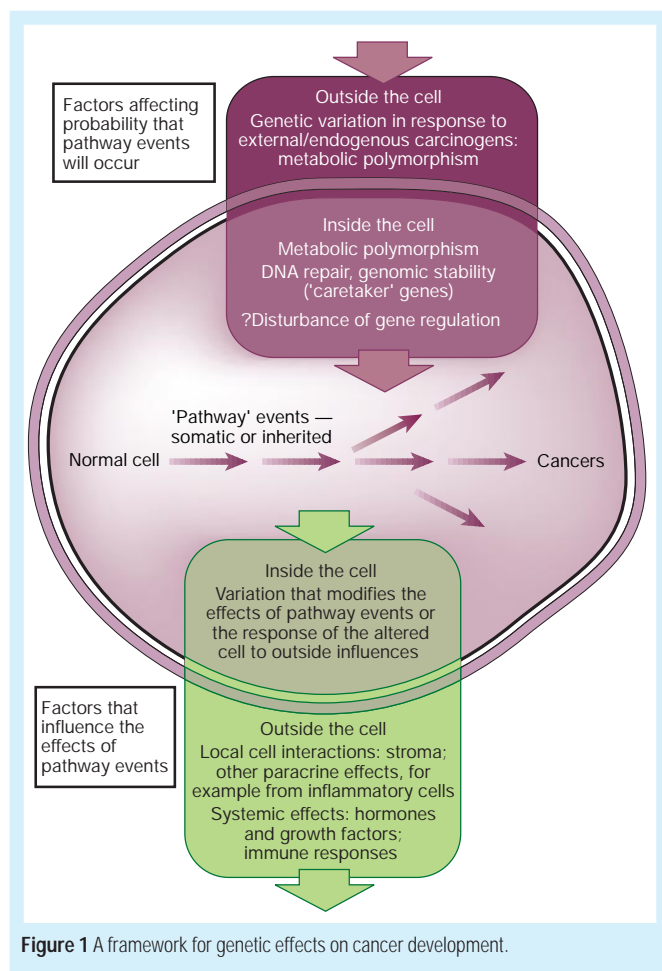 Factors affecting
probability that
pathway events
will occur
Outside the cell
Genetic variation in response to
external/endogenous carcinogens:
metabolic polymorphism
Inside the cell
Metabolic polymorphism
DNA repair, genomic stability
('caretaker' genes)
?Disturbance of gene regulation
'Pathway' events —
somatic or inherited
Normal cell
Cancers
Inside the cell
Variation that modifies the
effects of pathway events or
the response of the altered
cell to outside influences
Factors that
influence the
effects of
pathway events
Outside the cell
Local cell interactions: stroma;
other paracrine effects, for
example from inflammatory cells
Systemic effects: hormones
and growth factors;
immune responses
Figure 1 A framework for genetic effects on cancer development.